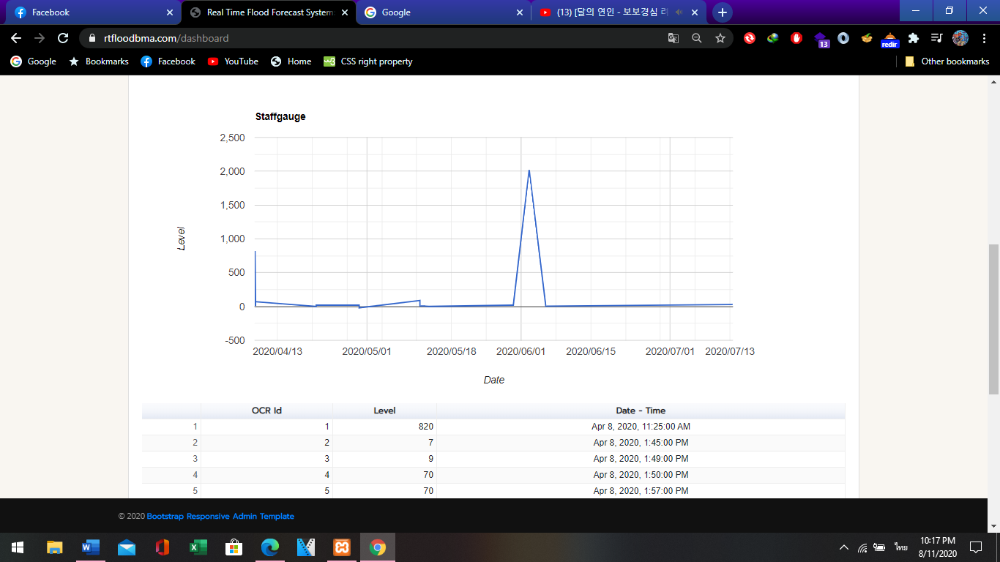 Facebook
Real Time Flood Forecast System
Google
(13) [달의 연인 - 보보경심 려
rtfloodbma.com/dashboard
13
redir
Google
Bookmarks
Facebook
YouTube
Home
CSS right property
Other bookmarks
Staffgauge
2,500
2,000
1,500
1,000
500
0
-500
Level
2020/04/13 2020/05/01 2020/05/18 2020/06/01 2020/06/15 2020/07/01 2020/07/13
Date
OCR Id Level Date - Time
1 1 820 Apr 8, 2020, 11:25:00 AM
2 2 7 Apr 8, 2020, 1:45:00 PM
3 3 9 Apr 8, 2020, 1:49:00 PM
4 4 70 Apr 8, 2020, 1:50:00 PM
5 5 70 Apr 8, 2020, 1:57:00 PM
© 2020 Bootstrap Responsive Admin Template
ไทย
10:17 PM
8/11/2020